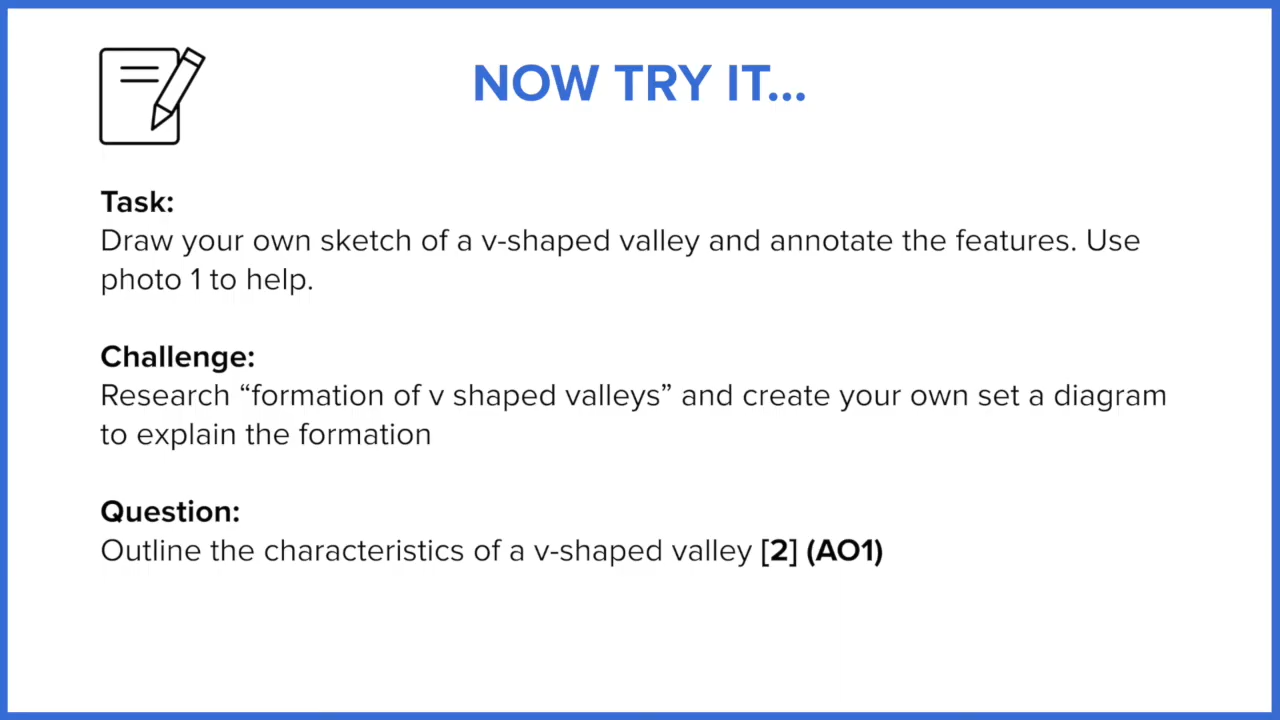 NOW TRY IT...
Task:
Draw your own sketch of a v-shaped valley and annotate the features. Use
photo 1 to help.
Challenge:
Research “formation of v shaped valleys” and create your own set a diagram
to explain the formation
Question:
Outline the characteristics of a v-shaped valley [2] (AO1)